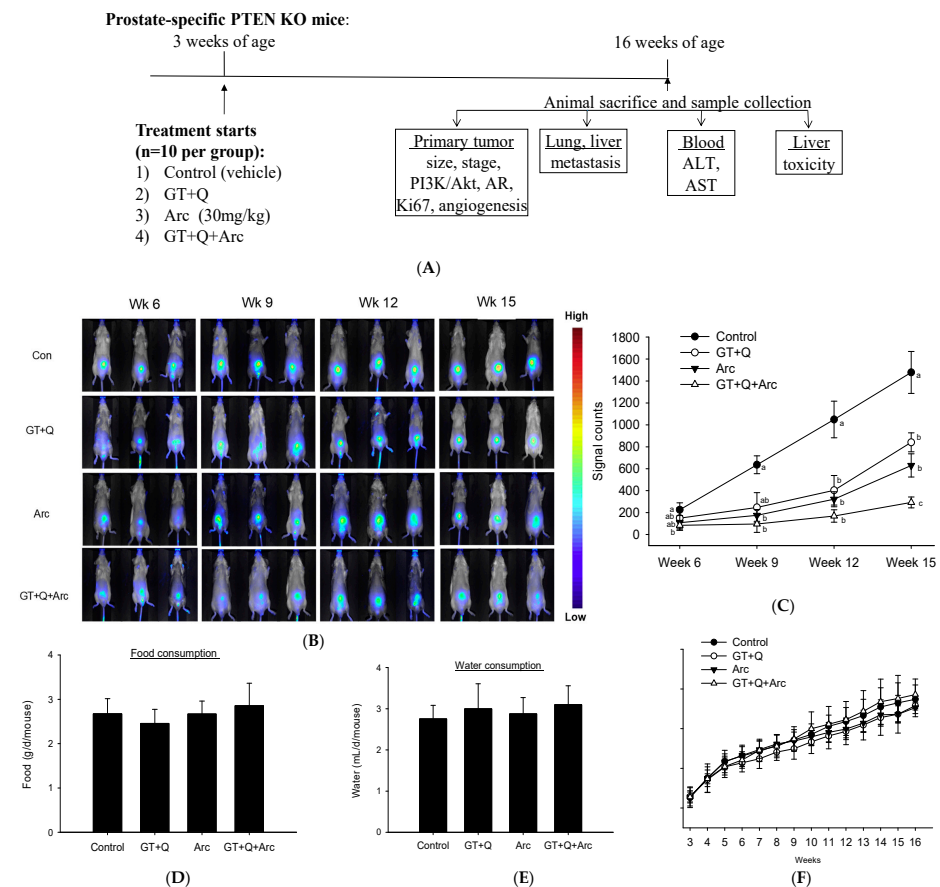 Prostate-specific PTEN KO mice:
3 weeks of age
16 weeks of age
Animal sacrifice and sample collection
Treatment starts
(n=10 per group):
1) Control (vehicle)
2) GT+Q
3) Arc (30mg/kg)
4) GT+Q+Arc
Primary tumor
size, stage,
PI3K/Akt, AR,
Ki67, angiogenesis
Lung, liver
metastasis
Blood
ALT,
AST
Liver
toxicity
(A)
Wk 6 Wk 9 Wk 12 Wk 15
Con
GT+Q
Arc
GT+Q+Arc
High
Low
(B)
Control
GT+Q
Arc
GT+Q+Arc
Signal counts
1800
1600
1400
1200
1000
800
600
400
200
0
a
ab
ab
b
a
ab
b
b
a
b
b
b
a
b
b
c
Week 6 Week 9 Week 12 Week 15
(C)
Food consumption
Food (g/d/mouse)
4
3
2
1
0
Control GT+Q Arc GT+Q+Arc
(D)
Water consumption
Water (mL/d/mouse)
4
3
2
1
0
Control GT+Q Arc GT+Q+Arc
(E)
Control
GT+Q
Arc
GT+Q+Arc
3 4 5 6 7 8 9 10 11 12 13 14 15 16
Weeks
(F)